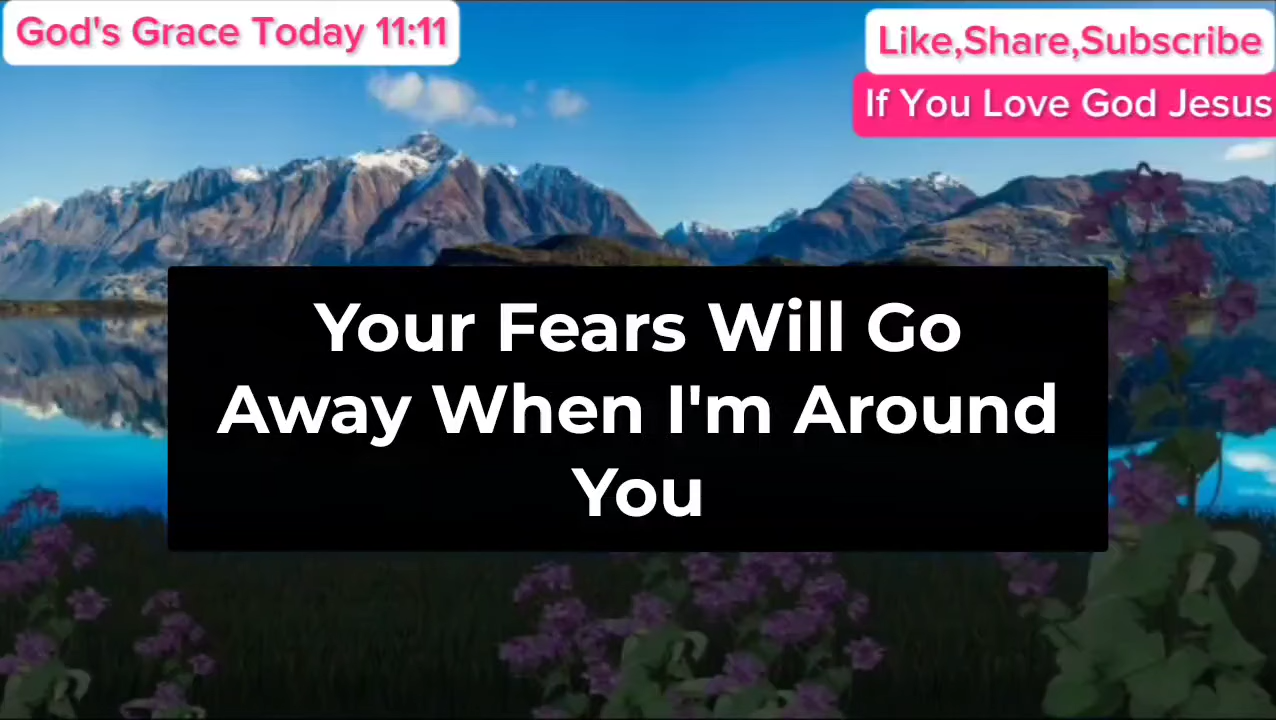 God's Grace Today 11:11
Like,Share,Subscribe
If You Love God Jesus
Your Fears Will Go
Away When I'm Around
You